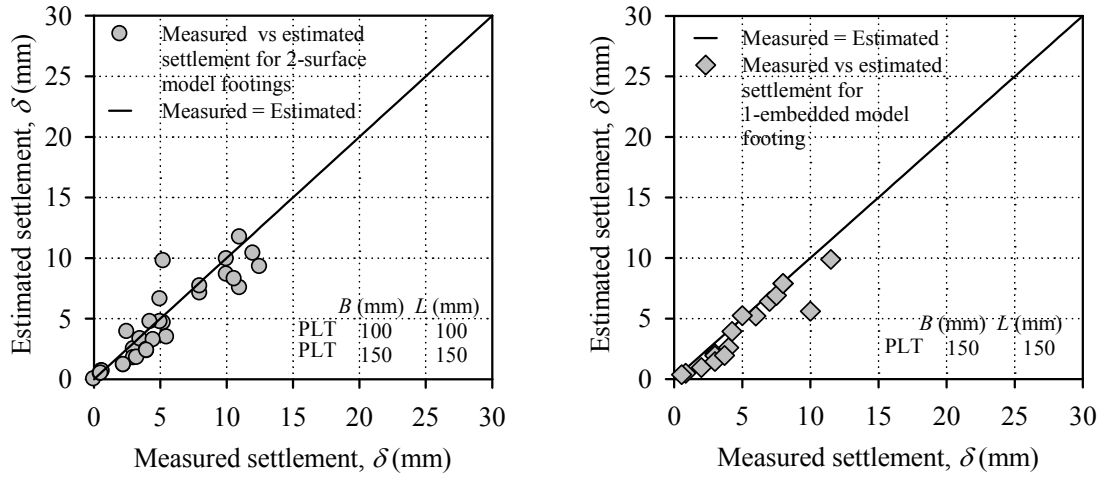 30
25
20
15
10
5
0
Estimated settlement, δ (mm)
Measured vs estimated
settlement for 2-surface
model footings
Measured = Estimated
B (mm) L (mm)
PLT 100 100
PLT 150 150
0 5 10 15 20 25 30
Measured settlement, δ (mm)
30
25
20
15
10
5
0
Estimated settlement, δ (mm)
Measured = Estimated
Measured vs estimated
settlement for
1-embedded model
footing
B (mm) L (mm)
PLT 150 150
0 5 10 15 20 25 30
Measured settlement, δ (mm)